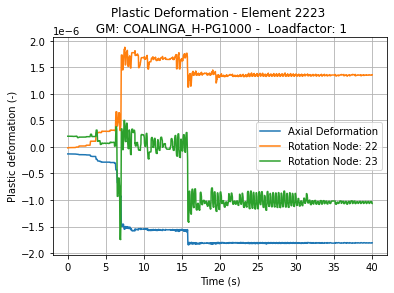 Plastic Deformation - Element 2223
GM: COALINGA_H-PG1000 - Loadfactor: 1
1e−6
2.0
1.5
1.0
0.5
0.0
−0.5
−1.0
−1.5
−2.0
Plastic deformation (-)
Axial Deformation
Rotation Node: 22
Rotation Node: 23
0 5 10 15 20 25 30 35 40
Time (s)